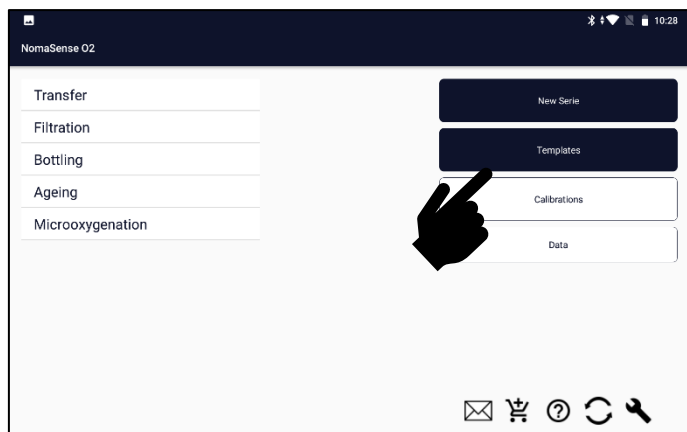 10:28
NomaSense O2
Transfer
Filtration
Bottling
Ageing
Microoxygenation
New Serie
Templates
Calibrations
Data